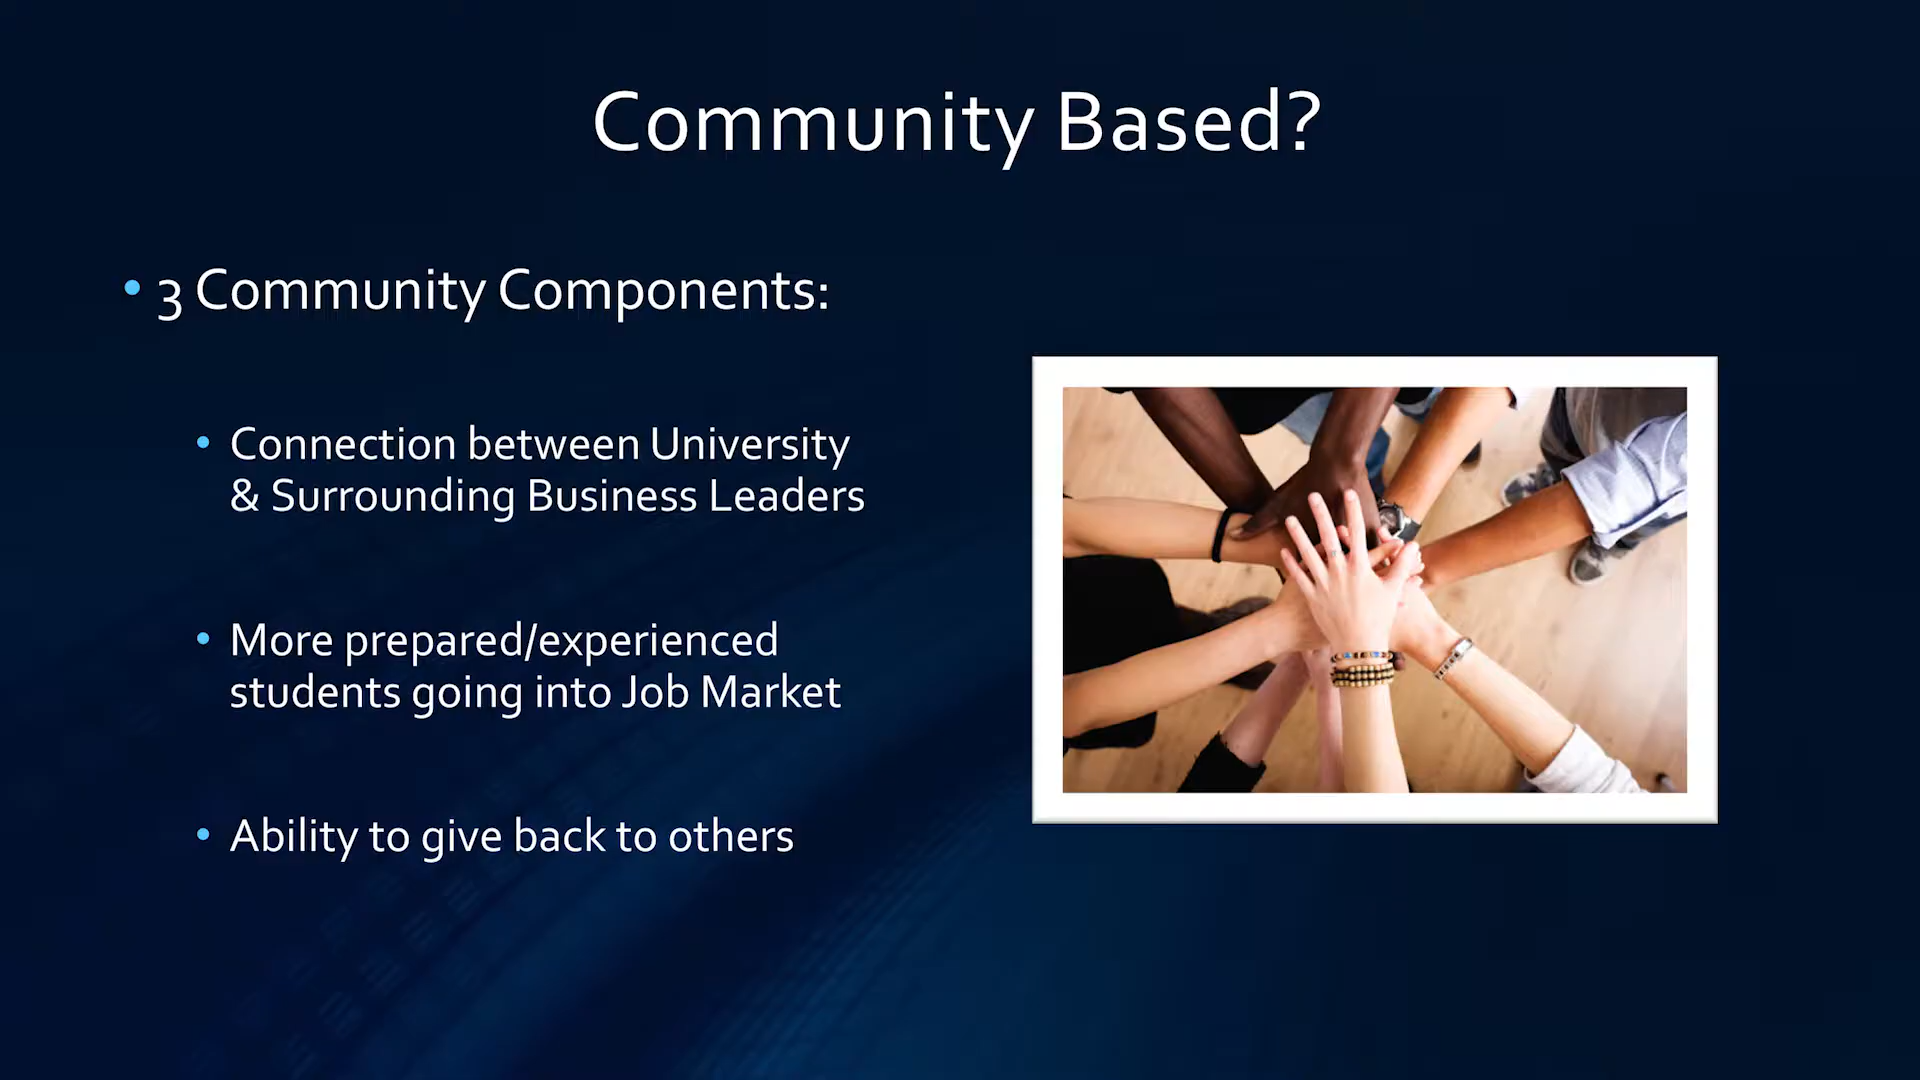 Community Based?
• 3 Community Components:
• Connection between University
& Surrounding Business Leaders
• More prepared/experienced
students going into Job Market
• Ability to give back to others